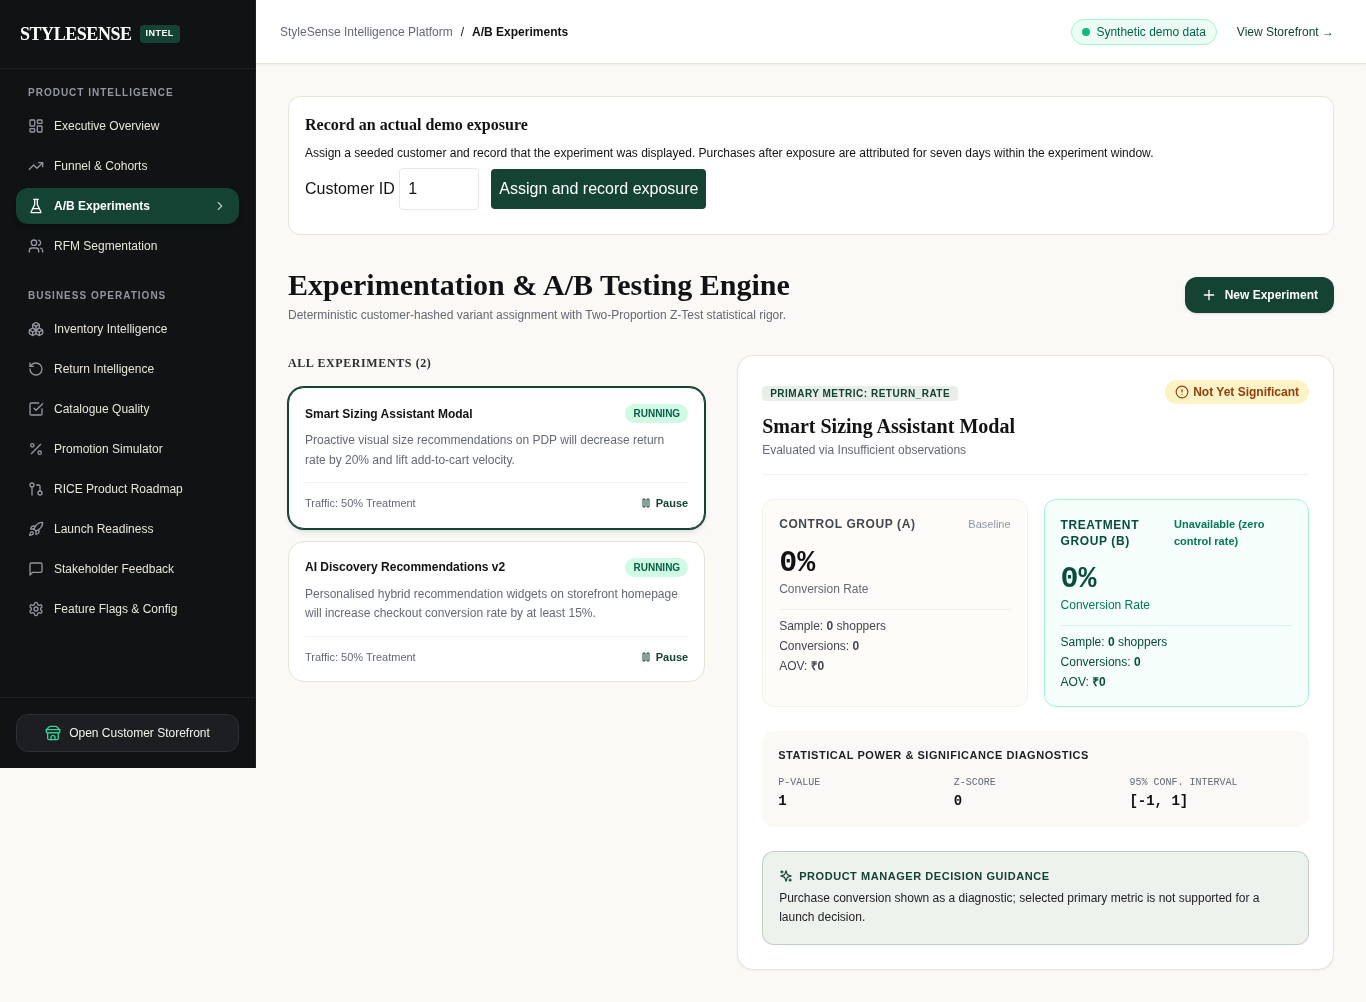 STYLESENSE INTEL
PRODUCT INTELLIGENCE
Executive Overview
Funnel & Cohorts
A/B Experiments
RFM Segmentation
BUSINESS OPERATIONS
Inventory Intelligence
Return Intelligence
Catalogue Quality
Promotion Simulator
RICE Product Roadmap
Launch Readiness
Stakeholder Feedback
Feature Flags & Config
Open Customer Storefront
StyleSense Intelligence Platform / A/B Experiments
Synthetic demo data
View Storefront →
Record an actual demo exposure
Assign a seeded customer and record that the experiment was displayed. Purchases after exposure are attributed for seven days within the experiment window.
Customer ID 1 Assign and record exposure
Experimentation & A/B Testing Engine
Deterministic customer-hashed variant assignment with Two-Proportion Z-Test statistical rigor.
New Experiment
ALL EXPERIMENTS (2)
Smart Sizing Assistant Modal RUNNING
Proactive visual size recommendations on PDP will decrease return
rate by 20% and lift add-to-cart velocity.
Traffic: 50% Treatment Pause
AI Discovery Recommendations v2 RUNNING
Personalised hybrid recommendation widgets on storefront homepage
will increase checkout conversion rate by at least 15%.
Traffic: 50% Treatment Pause
PRIMARY METRIC: RETURN_RATE
Not Yet Significant
Smart Sizing Assistant Modal
Evaluated via Insufficient observations
CONTROL GROUP (A) Baseline
0%
Conversion Rate
Sample: 0 shoppers
Conversions: 0
AOV: ₹0
TREATMENT
GROUP (B)
Unavailable (zero
control rate)
0%
Conversion Rate
Sample: 0 shoppers
Conversions: 0
AOV: ₹0
STATISTICAL POWER & SIGNIFICANCE DIAGNOSTICS
P-VALUE
1
Z-SCORE
0
95% CONF. INTERVAL
[-1, 1]
PRODUCT MANAGER DECISION GUIDANCE
Purchase conversion shown as a diagnostic; selected primary metric is not supported for a
launch decision.